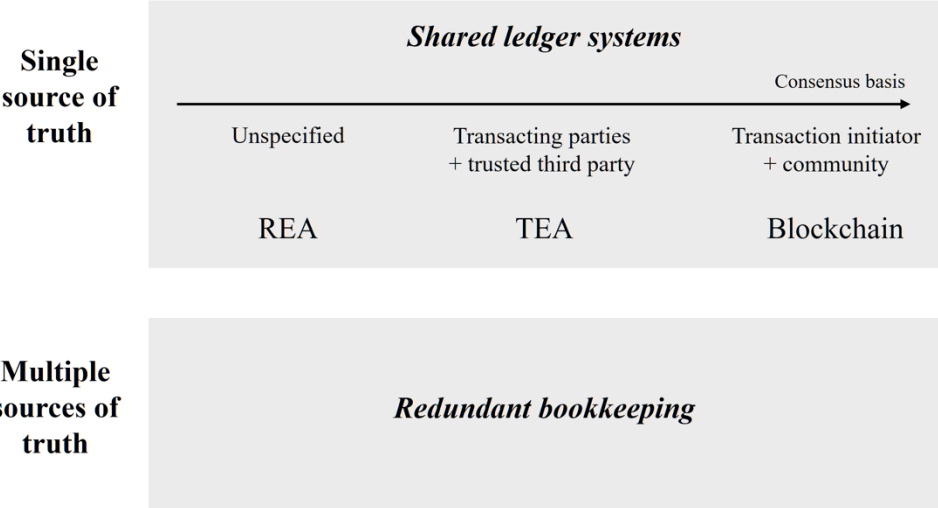 Shared ledger systems
Single
source of
truth
Consensus basis
Unspecified
Transacting parties
+ trusted third party
Transaction initiator
+ community
REA
TEA
Blockchain
Multiple
sources of
truth
Redundant bookkeeping